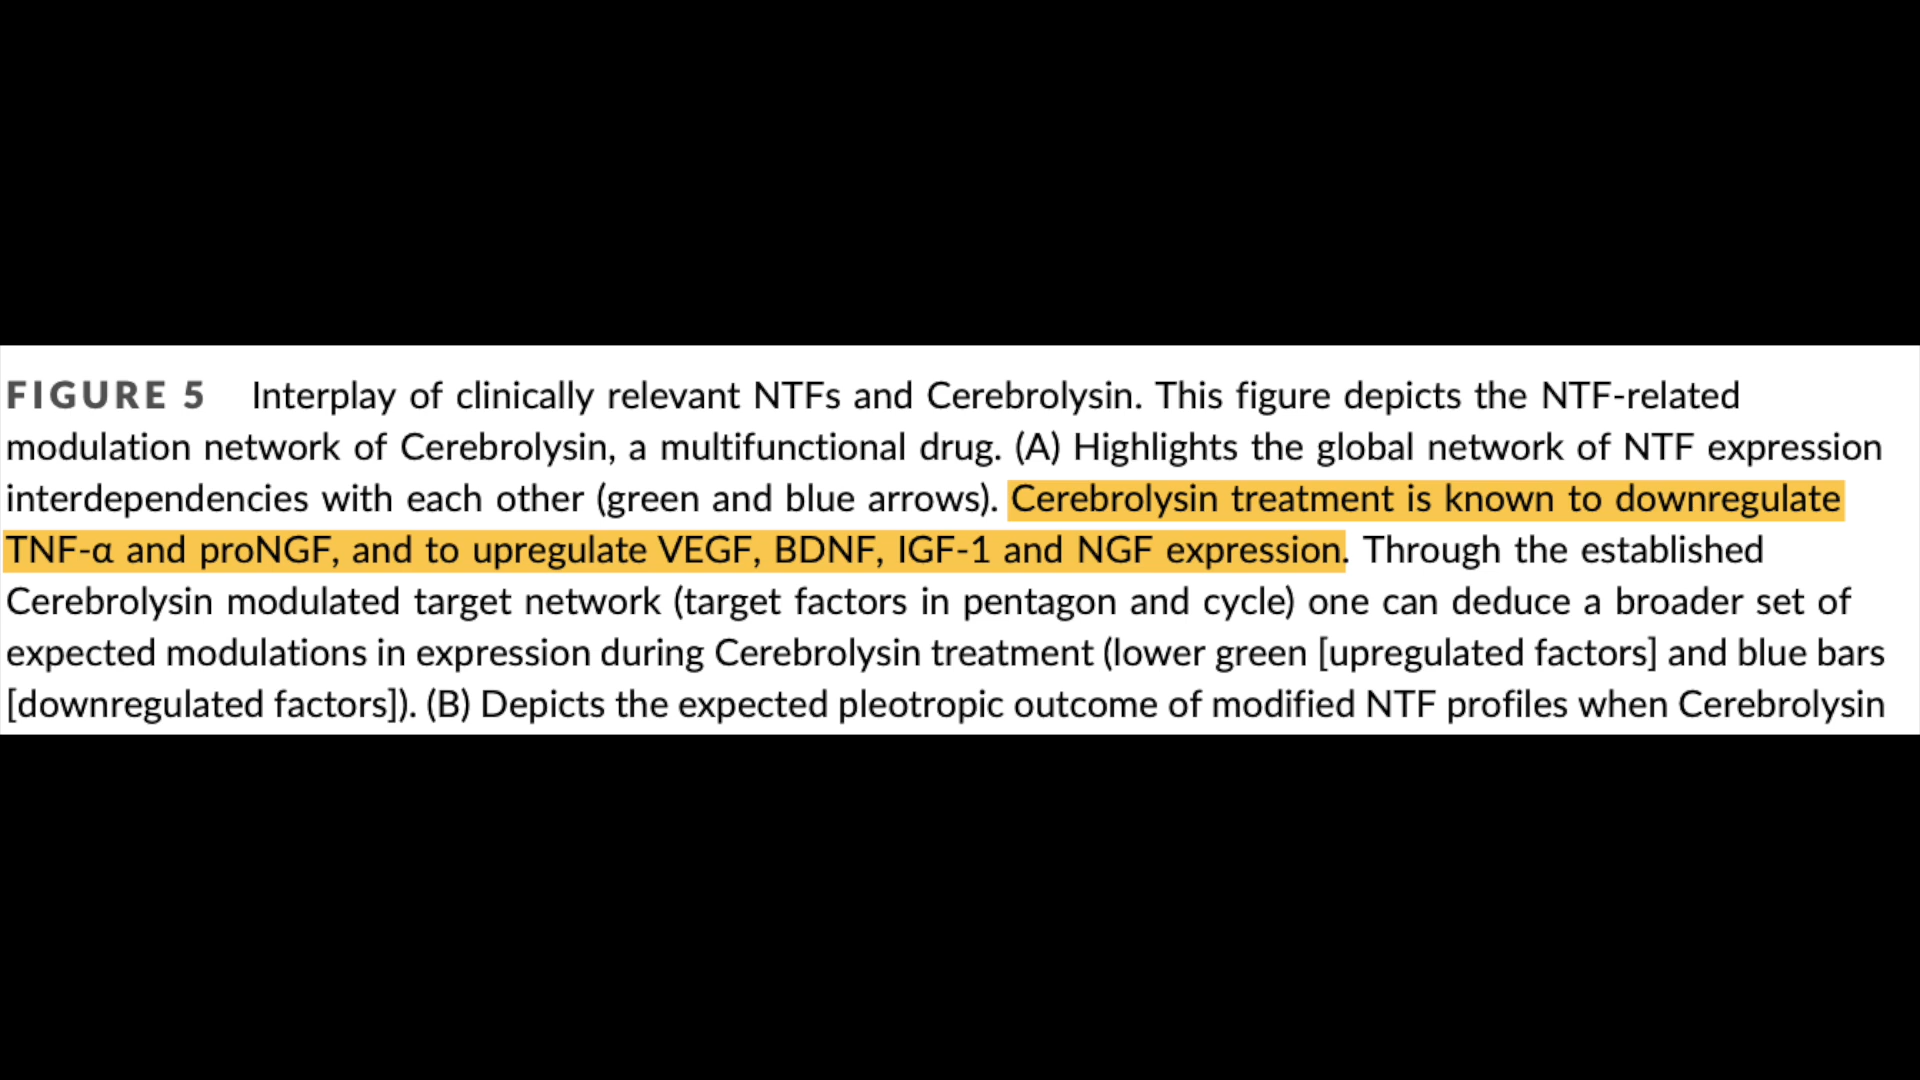 FIGURE 5 Interplay of clinically relevant NTFs and Cerebrolysin. This figure depicts the NTF-related
modulation network of Cerebrolysin, a multifunctional drug. (A) Highlights the global network of NTF expression
interdependencies with each other (green and blue arrows). Cerebrolysin treatment is known to downregulate
TNF-α and proNGF, and to upregulate VEGF, BDNF, IGF-1 and NGF expression. Through the established
Cerebrolysin modulated target network (target factors in pentagon and cycle) one can deduce a broader set of
expected modulations in expression during Cerebrolysin treatment (lower green [upregulated factors] and blue bars
[downregulated factors]). (B) Depicts the expected pleotropic outcome of modified NTF profiles when Cerebrolysin